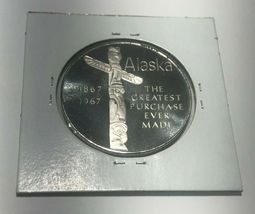 Alaska
1867
1967
THE
GREATEST
PURCHASE
EVER
MADE